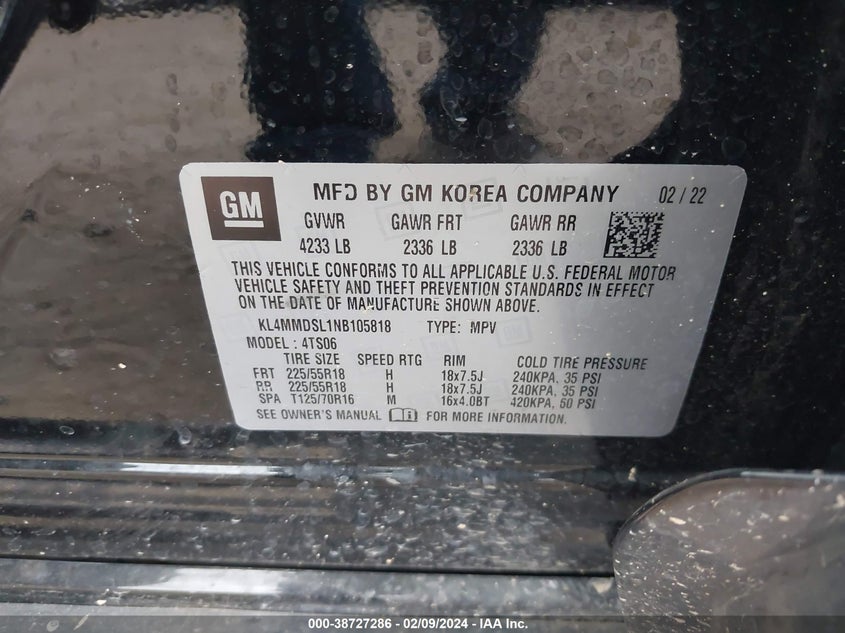 GM
MFD BY GM KOREA COMPANY 02 / 22
GVWR GAWR FRT GAWR RR
4233 LB 2336 LB 2336 LB
THIS VEHICLE CONFORMS TO ALL APPLICABLE U.S. FEDERAL MOTOR
VEHICLE SAFETY AND THEFT PREVENTION STANDARDS IN EFFECT
ON THE DATE OF MANUFACTURE SHOWN ABOVE.
KL4MMDSL1NB105818 TYPE: MPV
MODEL : 4TS06
TIRE SIZE SPEED RTG RIM COLD TIRE PRESSURE
FRT 225/55R18 H 18x7.5J 240KPA, 35 PSI
RR 225/55R18 H 18x7.5J 240KPA, 35 PSI
SPA T125/70R16 M 16x4.0BT 420KPA, 60 PSI
SEE OWNER'S MANUAL FOR MORE INFORMATION.
000-38727286 - 02/09/2024 - IAA Inc.